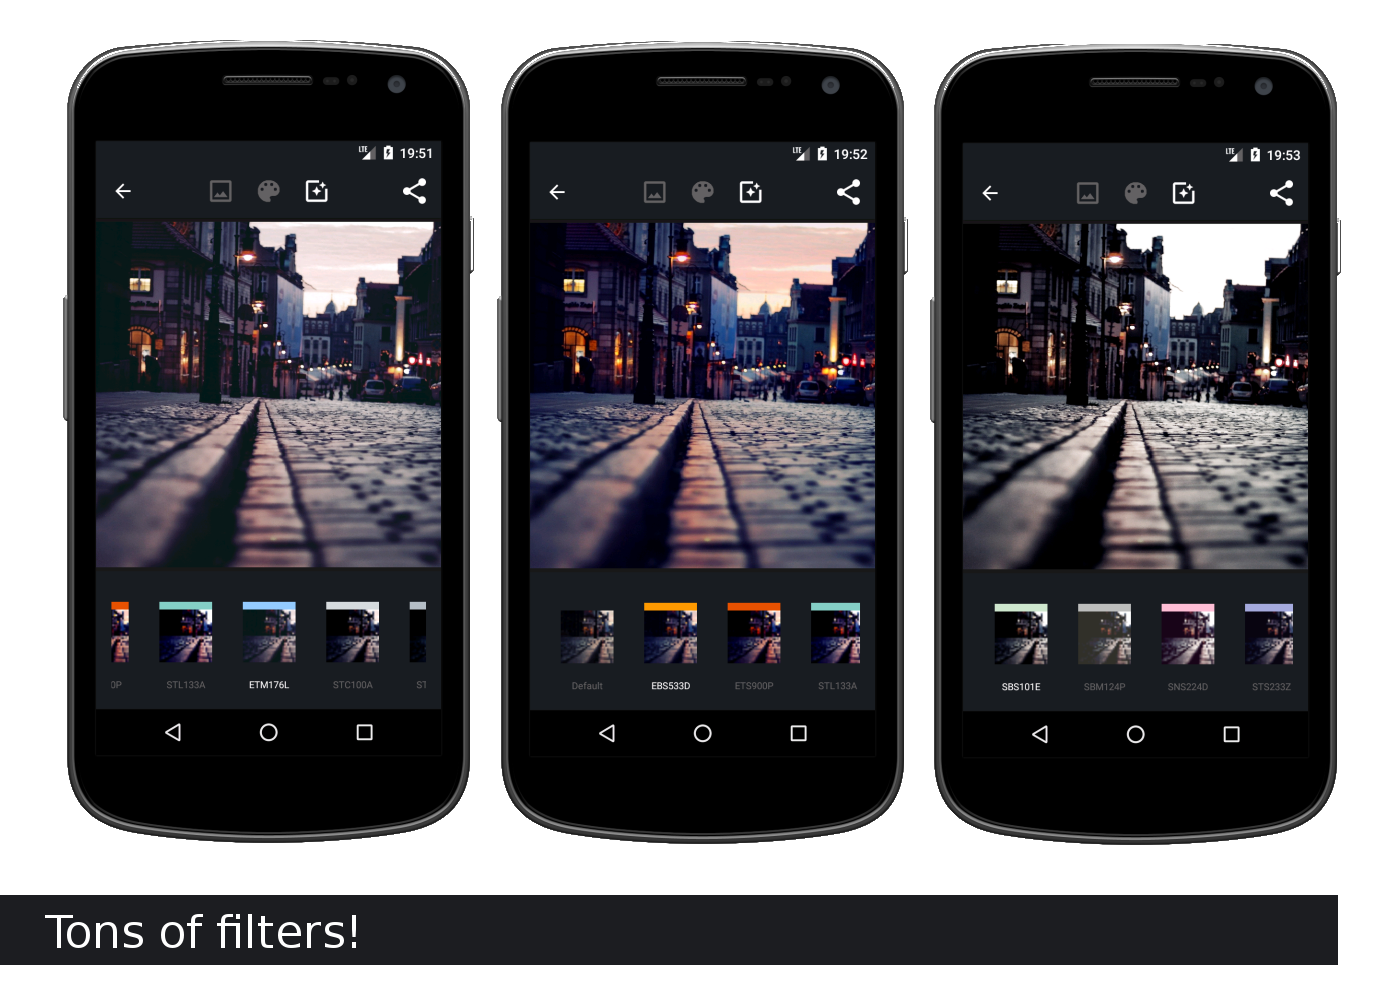 LTE 19:51
0P STL133A ETM176L STC100A ST
LTE 19:52
Default EBS533D ETS900P STL133A
LTE 19:53
SBS101E SBM124P SNS224D STS233Z
Tons of filters!